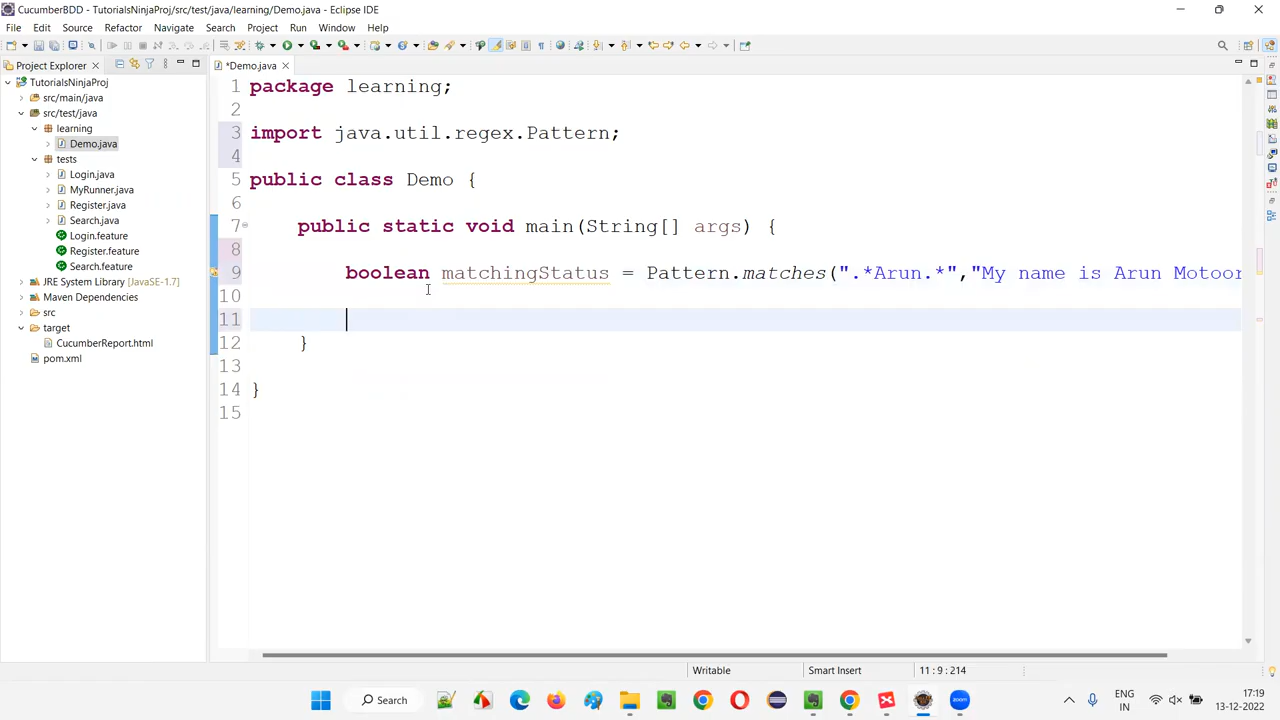 CucumberBDD - TutorialsNinjaProj/src/test/java/learning/Demo.java - Eclipse IDE
File Edit Source Refactor Navigate Search Project Run Window Help
Project Explorer
*Demo.java
TutorialsNinjaProj
src/main/java
src/test/java
learning
Demo.java
tests
Login.java
MyRunner.java
Register.java
Search.java
Login.feature
Register.feature
Search.feature
JRE System Library [JavaSE-1.7]
Maven Dependencies
src
target
CucumberReport.html
pom.xml
1 package learning;
2
3 import java.util.regex.Pattern;
4
5 public class Demo {
6
7 public static void main(String[] args) {
8
9 boolean matchingStatus = Pattern.matches(".*Arun.*","My name is Arun Motoor
10
11
12 }
13
14 }
15
Writable Smart Insert 11 : 9 : 214
Search
ENG
IN
17:19
13-12-2022
zoom